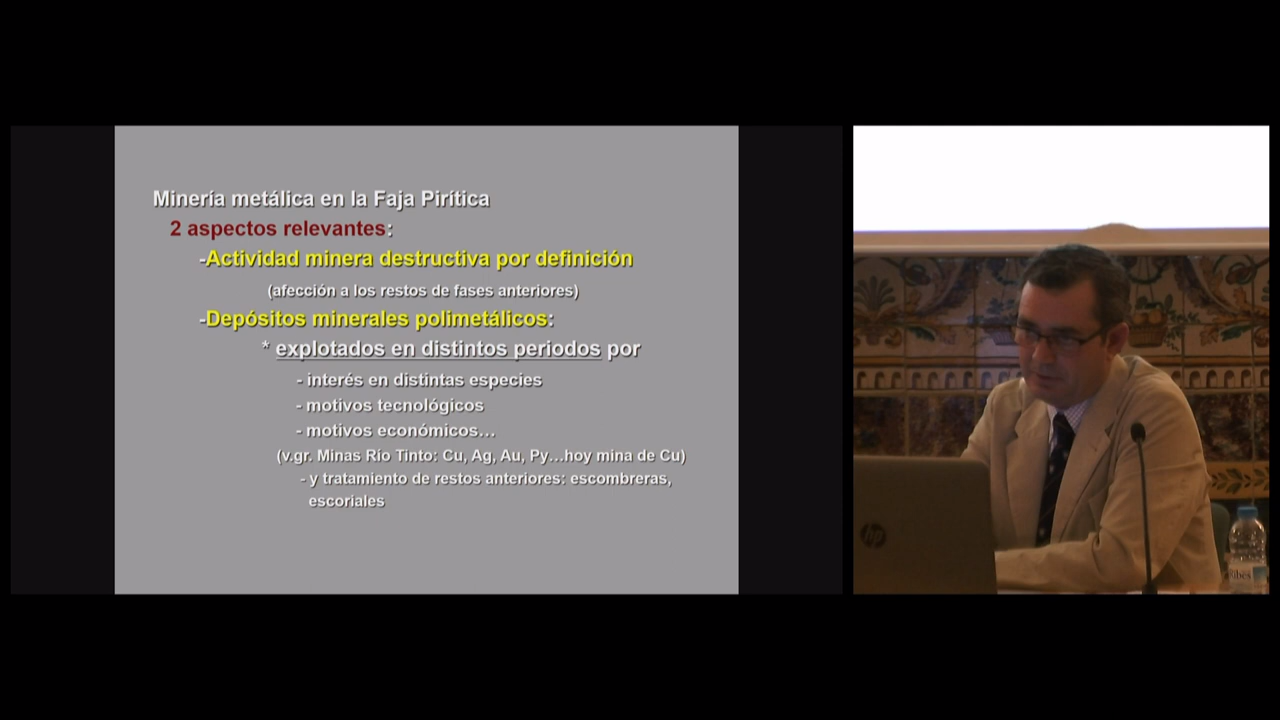 Minería metálica en la Faja Pirítica
2 aspectos relevantes:
-Actividad minera destructiva por definición
(afección a los restos de fases anteriores)
-Depósitos minerales polimetálicos:
* explotados en distintos periodos por
- interés en distintas especies
- motivos tecnológicos
- motivos económicos…
(v.gr. Minas Río Tinto: Cu, Ag, Au, Py…hoy mina de Cu)
- y tratamiento de restos anteriores: escombreras,
escoriales
hp
Ribes